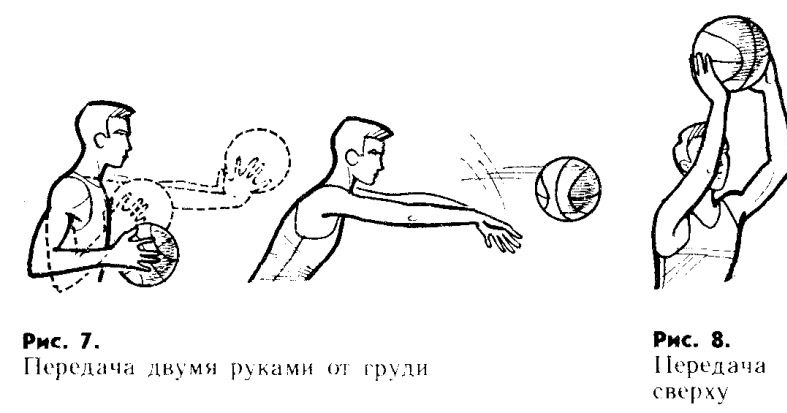 Рис. 7.
Передача двумя руками от груди
Рис. 8.
Передача
сверху